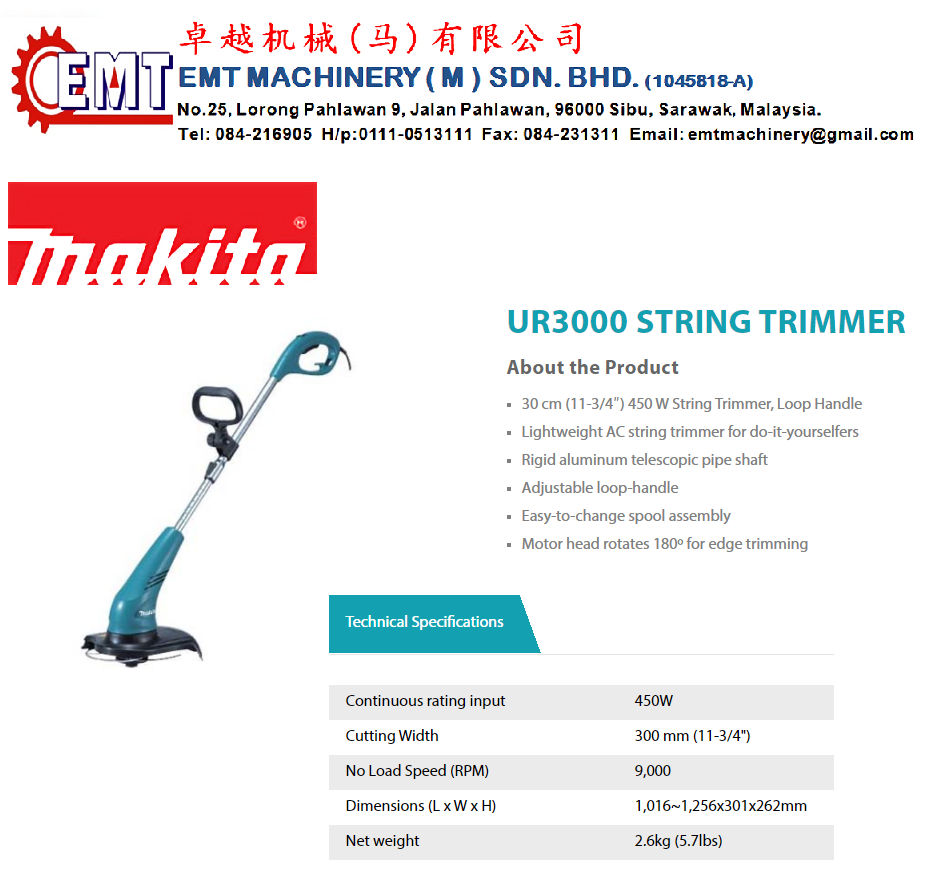 EMT
卓越机械(马)有限公司
EMT MACHINERY ( M ) SDN. BHD. (1045818-A)
No.25, Lorong Pahlawan 9, Jalan Pahlawan, 96000 Sibu, Sarawak, Malaysia.
Tel: 084-216905 H/p:0111-0513111 Fax: 084-231311 Email: emtmachinery@gmail.com
makita®
UR3000 STRING TRIMMER
About the Product
▪ 30 cm (11-3/4”) 450 W String Trimmer, Loop Handle
▪ Lightweight AC string trimmer for do-it-yourselfers
▪ Rigid aluminum telescopic pipe shaft
▪ Adjustable loop-handle
▪ Easy-to-change spool assembly
▪ Motor head rotates 180º for edge trimming
makita
Technical Specifications
Continuous rating input 450W
Cutting Width 300 mm (11-3/4")
No Load Speed (RPM) 9,000
Dimensions (L x W x H) 1,016~1,256x301x262mm
Net weight 2.6kg (5.7lbs)